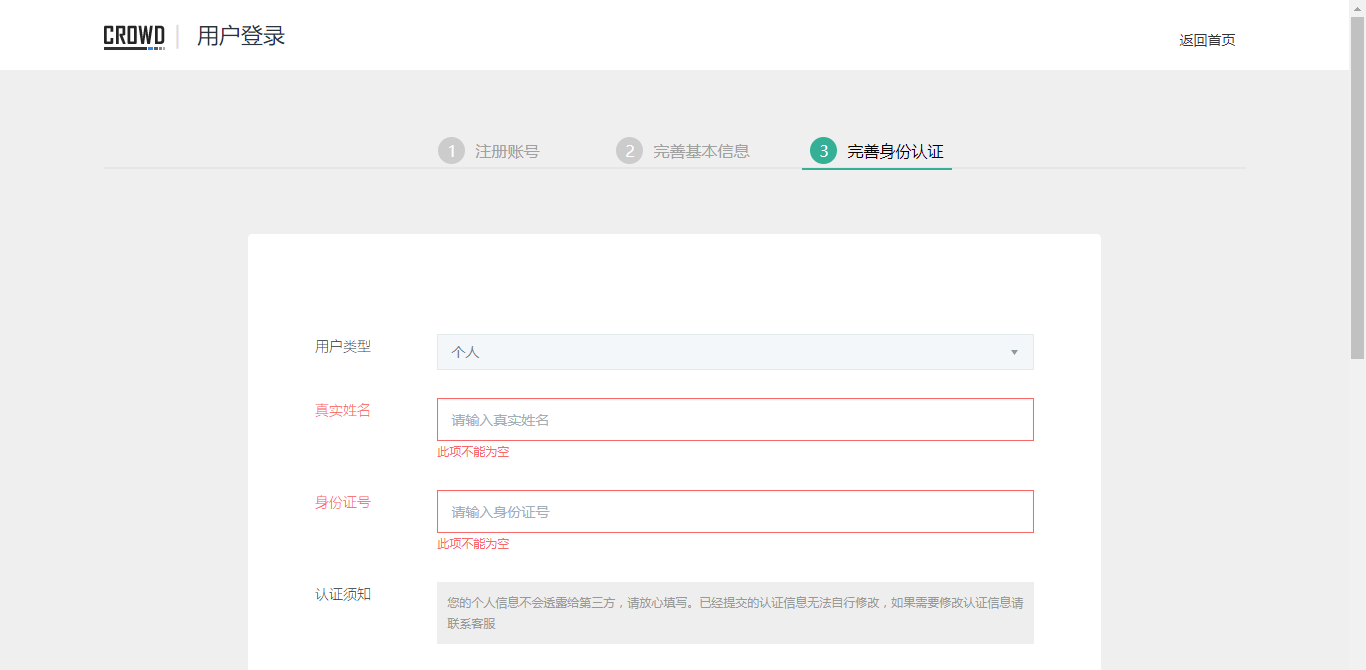 CROWD 用户登录
返回首页
1 注册账号
2 完善基本信息
3 完善身份认证
用户类型
个人
真实姓名
请输入真实姓名
此项不能为空
身份证号
请输入身份证号
此项不能为空
认证须知
您的个人信息不会透露给第三方，请放心填写。已经提交的认证信息无法自行修改，如果需要修改认证信息请
联系客服